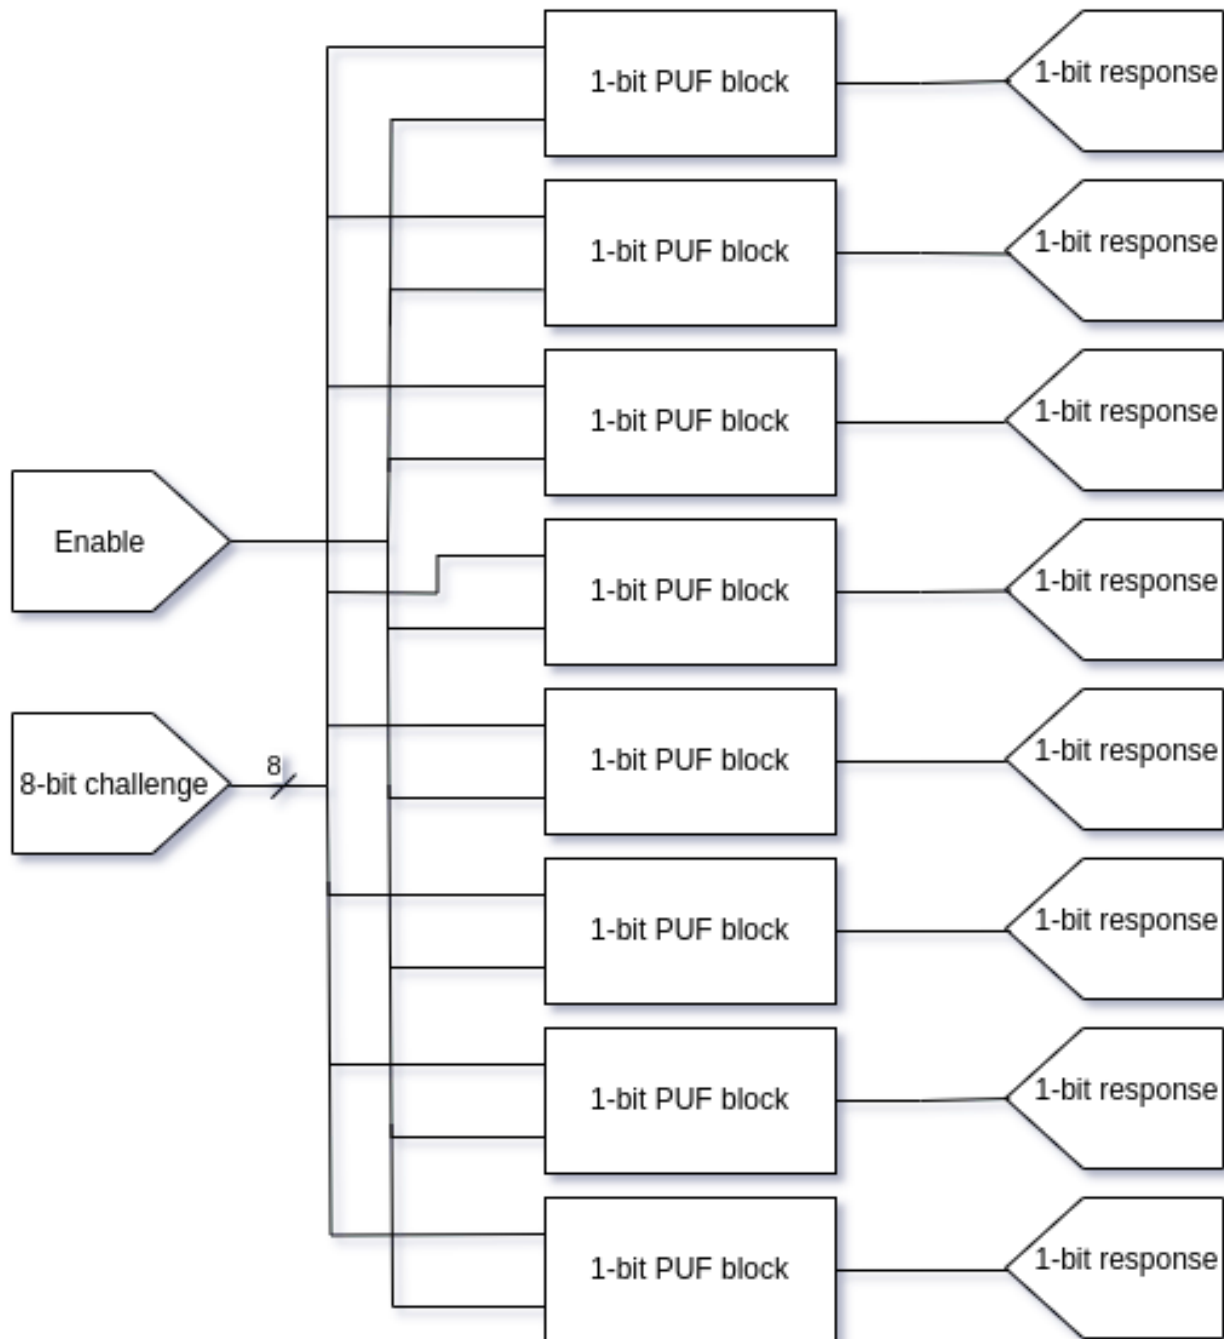 1-bit PUF block
1-bit response
1-bit PUF block
1-bit response
1-bit PUF block
1-bit response
Enable
1-bit PUF block
1-bit response
8
8-bit challenge
1-bit PUF block
1-bit response
1-bit PUF block
1-bit response
1-bit PUF block
1-bit response
1-bit PUF block
1-bit response